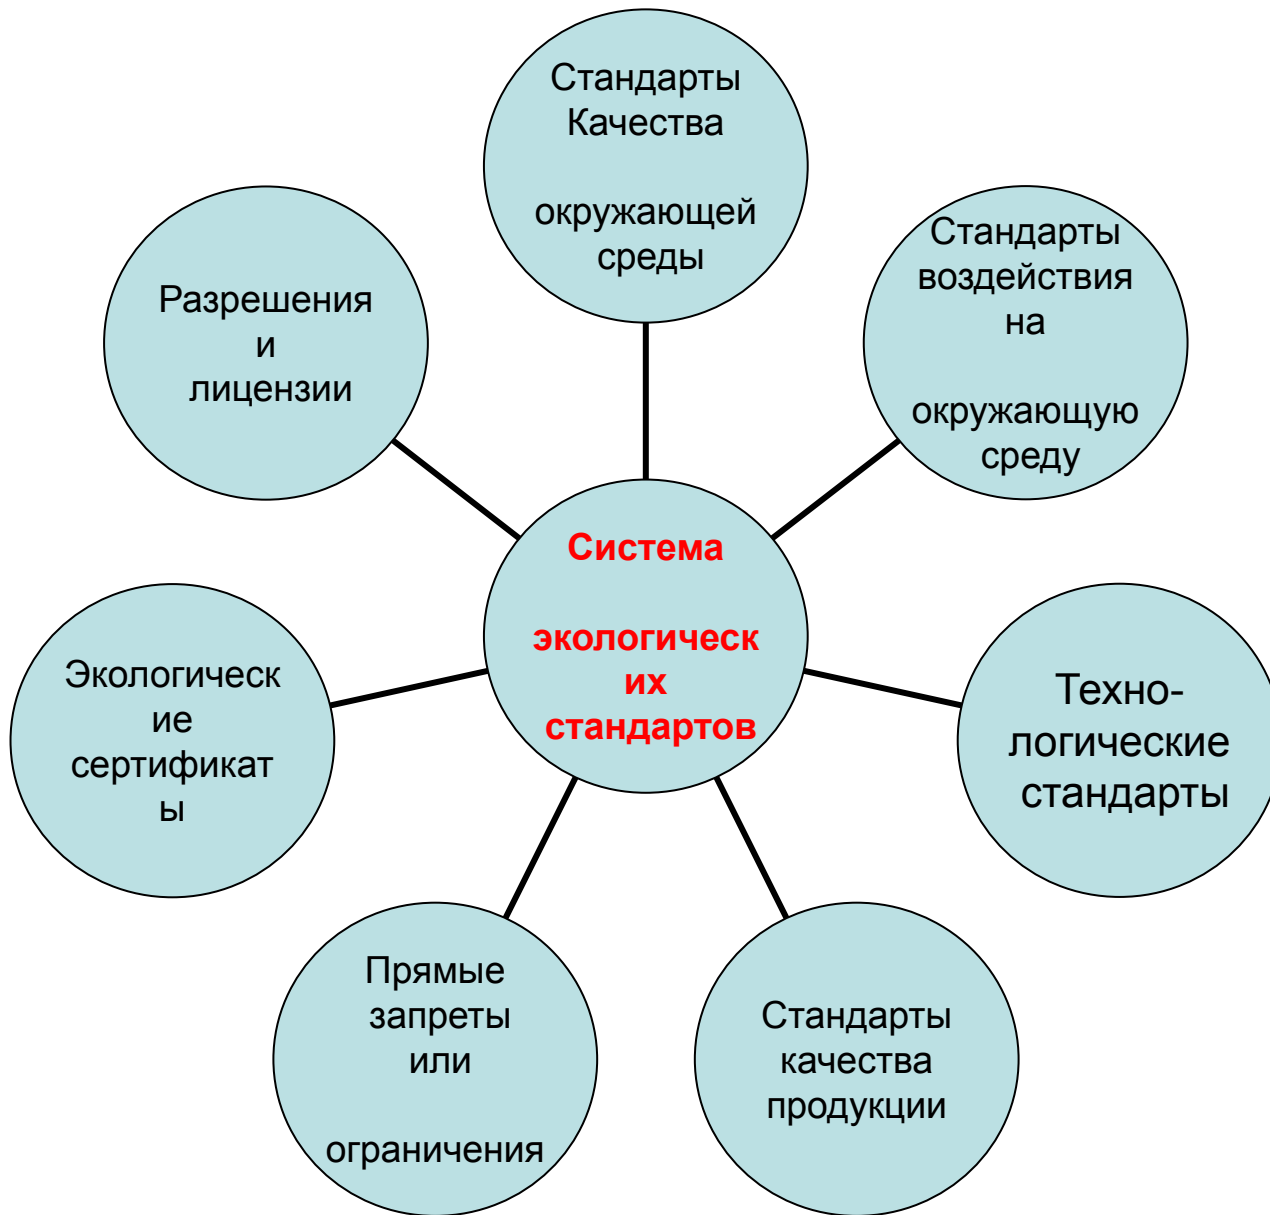 Стандарты
Качества
окружающей
среды
Стандарты
воздействия
на
окружающую
среду
Разрешения
и
лицензии
Система
экологическ
их
стандартов
Экологическ
ие
сертификат
ы
Техно-
логические
стандарты
Прямые
запреты
или
ограничения
Стандарты
качества
продукции